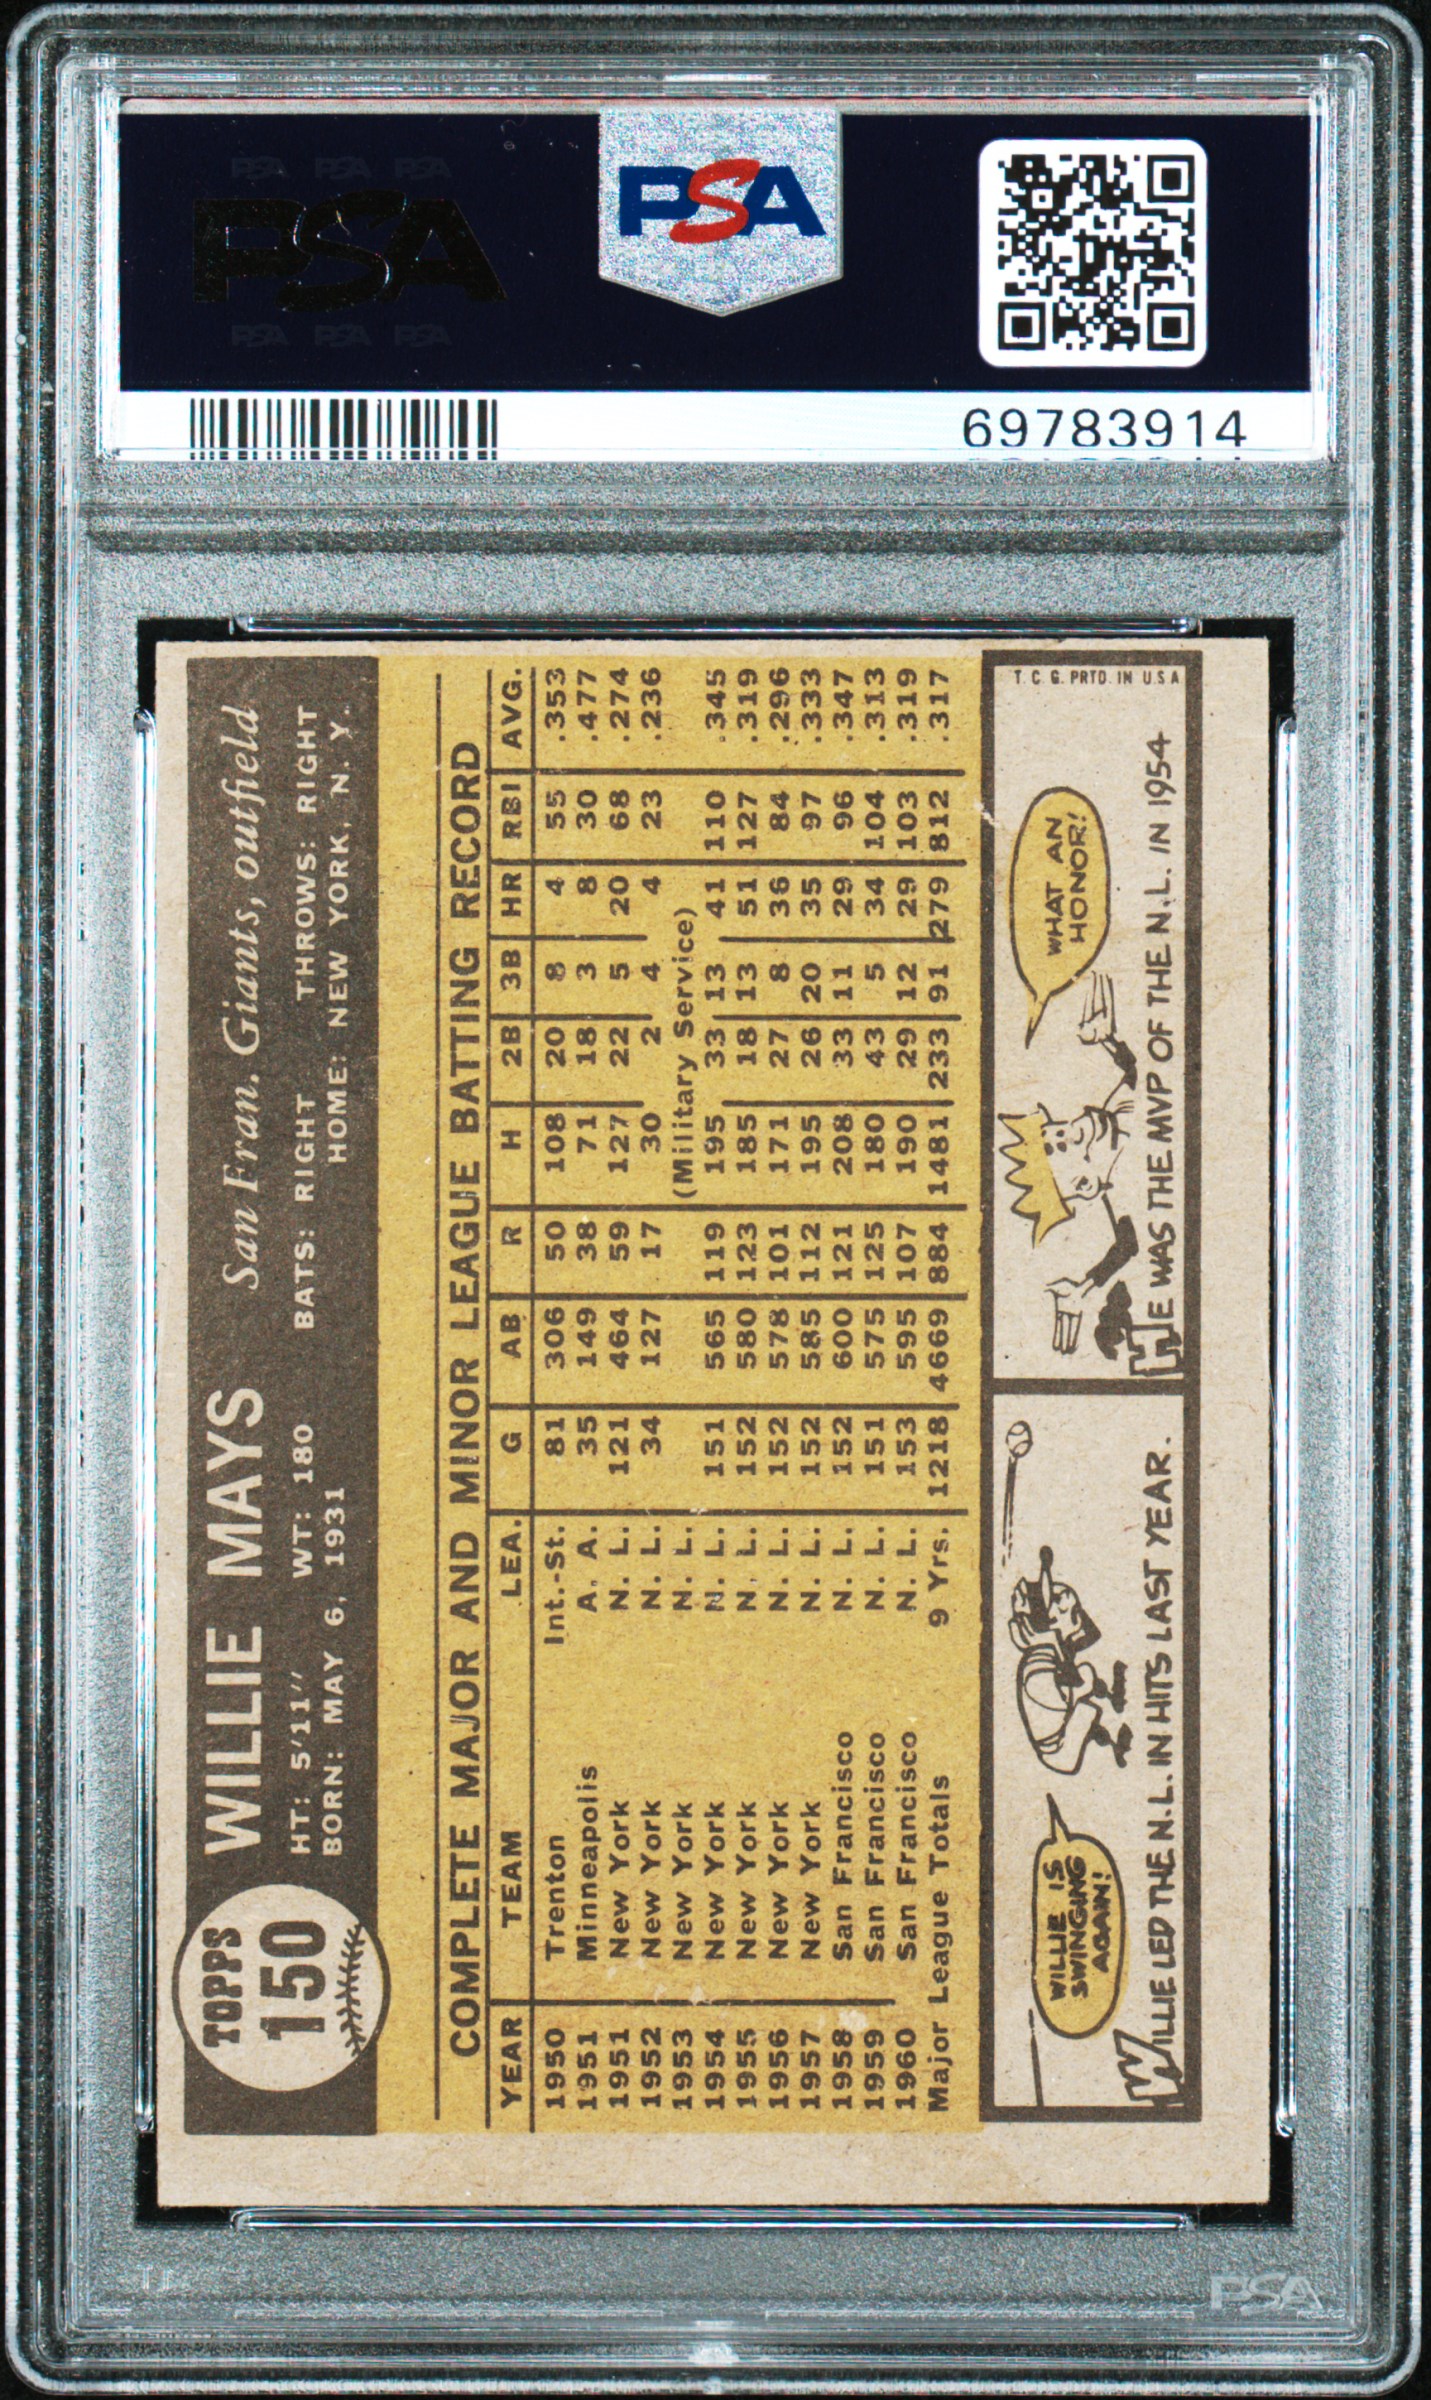 PSA PSA PSA
PSA
PSA PSA PSA
PSA
69783914
TOPPS
150
WILLIE MAYS San Fran. Giants, outfield
HT: 5'11" WT: 180 BATS: RIGHT THROWS: RIGHT
BORN: MAY 6, 1931 HOME: NEW YORK, N. Y.
COMPLETE MAJOR AND MINOR LEAGUE BATTING RECORD
YEAR TEAM LEA. G AB R H 2B 3B HR RBI AVG.
1950 Trenton Int.-St. 81 306 50 108 20 8 4 55 .353
1951 Minneapolis A. A. 35 149 38 71 18 3 8 30 .477
1951 New York N. L. 121 464 59 127 22 5 20 68 .274
1952 New York N. L. 34 127 17 30 2 4 4 23 .236
1953 New York N. L. (Military Service)
1954 New York N. L. 151 565 119 195 33 13 41 110 .345
1955 New York N. L. 152 580 123 185 18 13 51 127 .319
1956 New York N. L. 152 578 101 171 27 8 36 84 .296
1957 New York N. L. 152 585 112 195 26 20 35 97 .333
1958 San Francisco N. L. 152 600 121 208 33 11 29 96 .347
1959 San Francisco N. L. 151 575 125 180 43 5 34 104 .313
1960 San Francisco N. L. 153 595 107 190 29 12 29 103 .319
Major League Totals 9 Yrs. 1218 4669 884 1481 233 91 279 812 .317
WILLIE IS
SWINGING
AGAIN!
WILLIE LED THE N.L. IN HITS LAST YEAR.
T. C. G. PRTD. IN U.S.A
WHAT AN
HONOR!
HE WAS THE MVP OF THE N.L. IN 1954
PSA